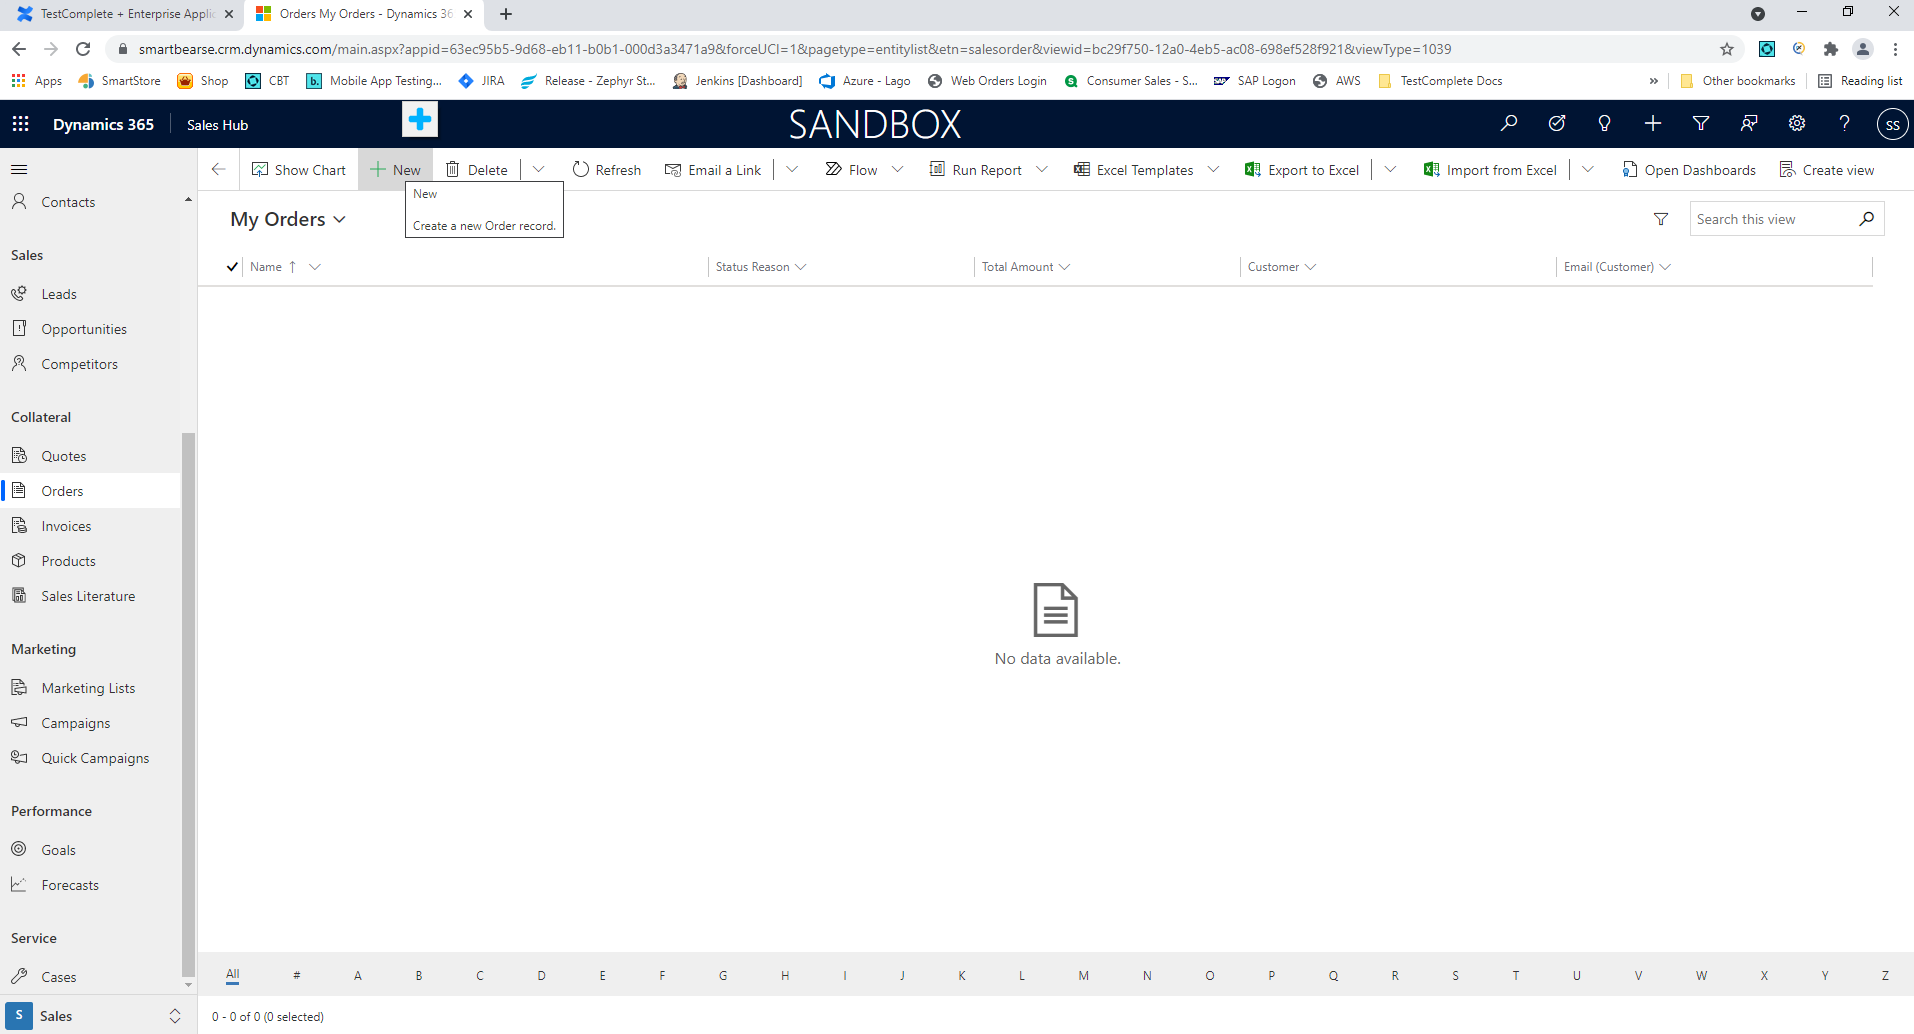 TestComplete + Enterprise Applic
Orders My Orders - Dynamics 36
smartbearse.crm.dynamics.com/main.aspx?appid=63ec95b5-9d68-eb11-b0b1-000d3a3471a9&forceUCI=1&pagetype=entitylist&etn=salesorder&viewid=bc29f750-12a0-4eb5-ac08-698ef528f921&viewType=1039
Apps SmartStore Shop CBT Mobile App Testing... JIRA Release - Zephyr St... Jenkins [Dashboard] Azure - Lago Web Orders Login Consumer Sales - S... SAP Logon AWS TestComplete Docs » Other bookmarks Reading list
Dynamics 365 Sales Hub SANDBOX ? SS
Show Chart New Delete Refresh Email a Link Flow Run Report Excel Templates Export to Excel Import from Excel Open Dashboards Create view
New
Create a new Order record.
My Orders
Search this view
Name ↑ Status Reason Total Amount Customer Email (Customer)
Contacts
Sales
Leads
Opportunities
Competitors
Collateral
Quotes
Orders
Invoices
Products
Sales Literature
Marketing
Marketing Lists
Campaigns
Quick Campaigns
Performance
Goals
Forecasts
Service
Cases
S Sales
No data available.
All # A B C D E F G H I J K L M N O P Q R S T U V W X Y Z
0 - 0 of 0 (0 selected)